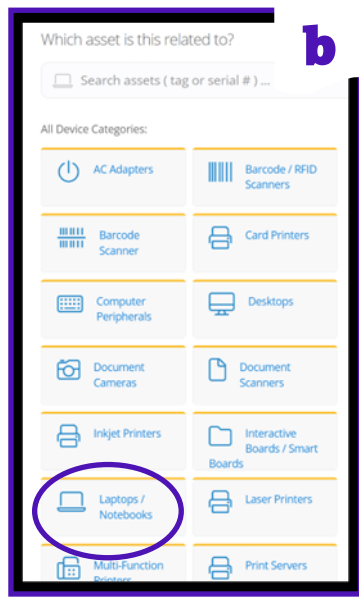 b
Which asset is this related to?
Search assets ( tag or serial # ) ...
All Device Categories:
AC Adapters
Barcode / RFID
Scanners
Barcode
Scanner
Card Printers
Computer
Peripherals
Desktops
Document
Cameras
Document
Scanners
Inkjet Printers
Interactive
Boards / Smart
Boards
Laptops /
Notebooks
Laser Printers
Multi-Function
Printers
Print Servers